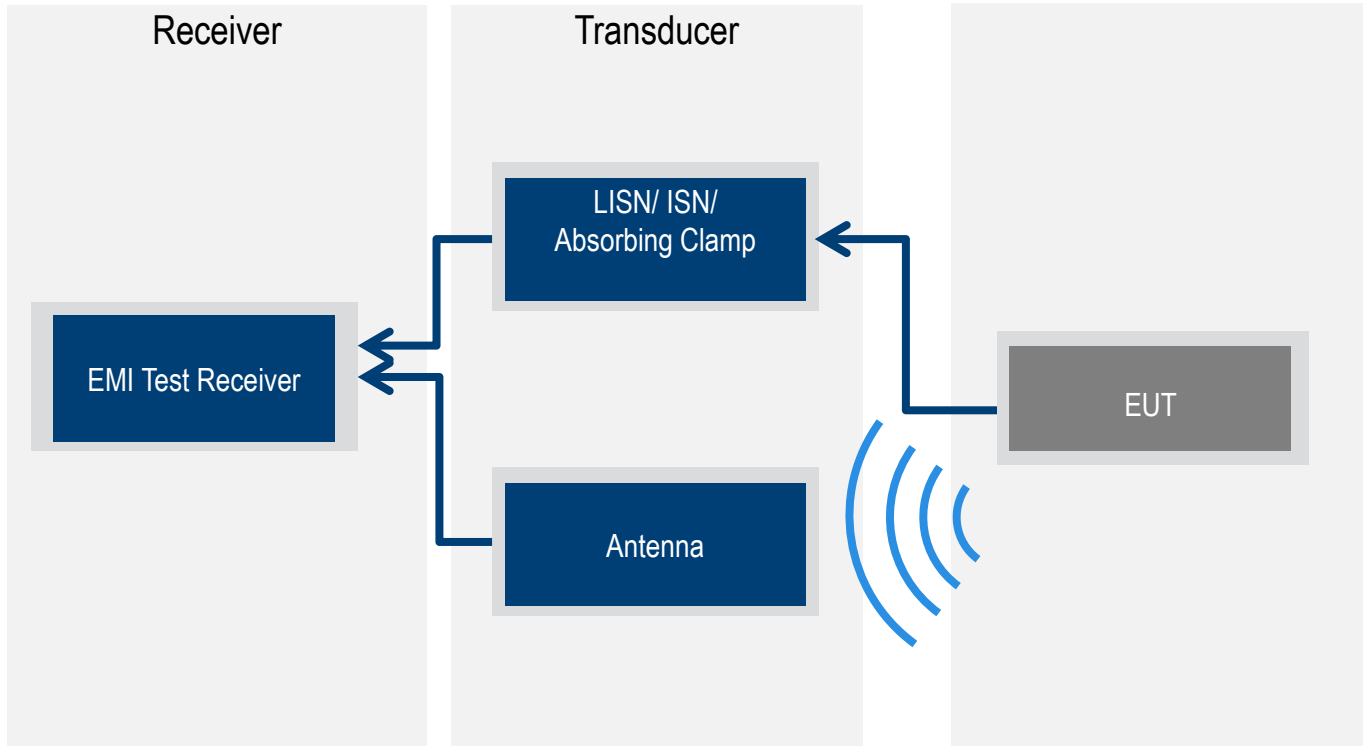 Receiver
Transducer
LISN/ ISN/
Absorbing Clamp
EMI Test Receiver
EUT
Antenna